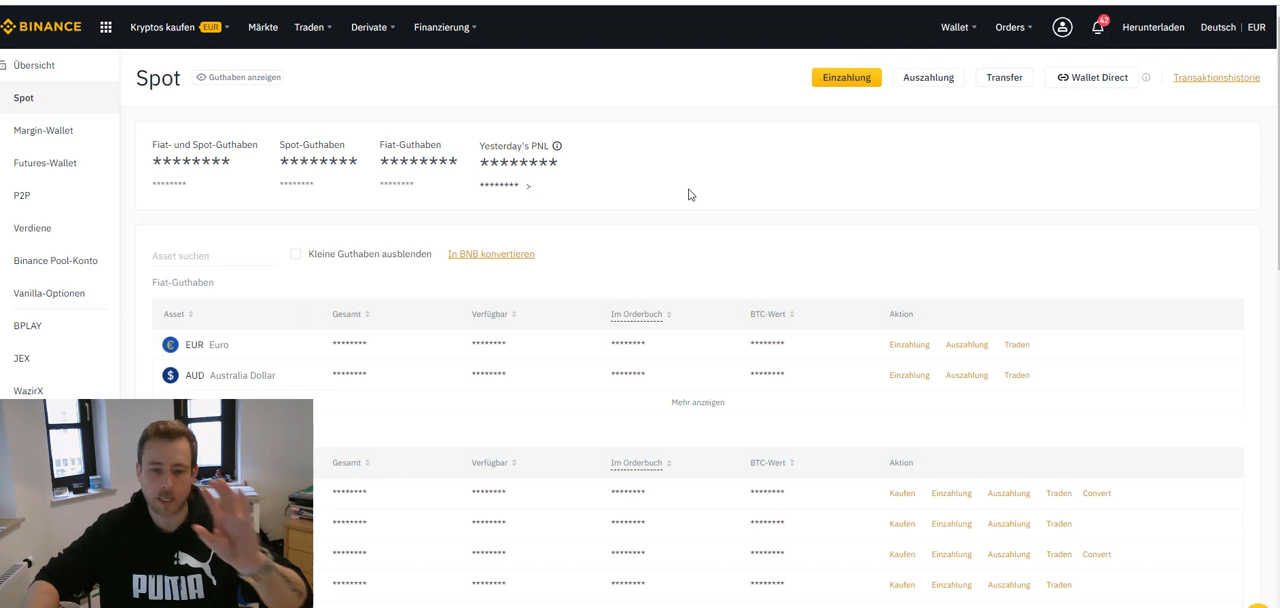 BINANCE Kryptos kaufen EUR Märkte Traden Derivate Finanzierung Wallet Orders 42 Herunterladen Deutsch | EUR
Übersicht
Spot
Margin-Wallet
Futures-Wallet
P2P
Verdiene
Binance Pool-Konto
Vanilla-Optionen
BPLAY
JEX
WazirX
Spot Guthaben anzeigen Einzahlung Auszahlung Transfer Wallet Direct Transaktionshistorie
Fiat- und Spot-Guthaben Spot-Guthaben Fiat-Guthaben Yesterday's PNL
******** ******** ******** ********
******** ******** ******** ******** >
Asset suchen Kleine Guthaben ausblenden In BNB konvertieren
Fiat-Guthaben
Asset Gesamt Verfügbar Im Orderbuch BTC-Wert Aktion
€ EUR Euro ******** ******** ******** ******** Einzahlung Auszahlung Traden
$ AUD Australia Dollar ******** ******** ******** ******** Einzahlung Auszahlung Traden
Mehr anzeigen
Gesamt Verfügbar Im Orderbuch BTC-Wert Aktion
******** ******** ******** ******** Kaufen Einzahlung Auszahlung Traden Convert
******** ******** ******** ******** Kaufen Einzahlung Auszahlung Traden
******** ******** ******** ******** Kaufen Einzahlung Auszahlung Traden Convert
******** ******** ******** ******** Kaufen Einzahlung Auszahlung Traden
PUMA